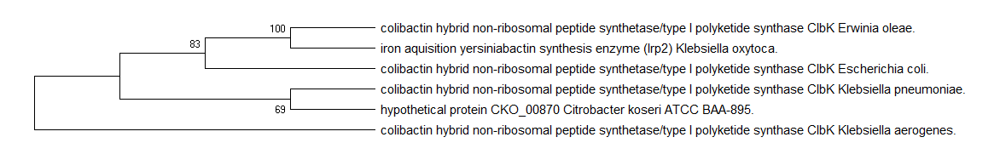 100
colibactin hybrid non-ribosomal peptide synthetase/type I polyketide synthase ClbK Erwinia oleae.
83
iron aquisition yersiniabactin synthesis enzyme (Irp2) Klebsiella oxytoca.
colibactin hybrid non-ribosomal peptide synthetase/type I polyketide synthase ClbK Escherichia coli.
colibactin hybrid non-ribosomal peptide synthetase/type I polyketide synthase ClbK Klebsiella pneumoniae.
69
hypothetical protein CKO_00870 Citrobacter koseri ATCC BAA-895.
colibactin hybrid non-ribosomal peptide synthetase/type I polyketide synthase ClbK Klebsiella aerogenes.